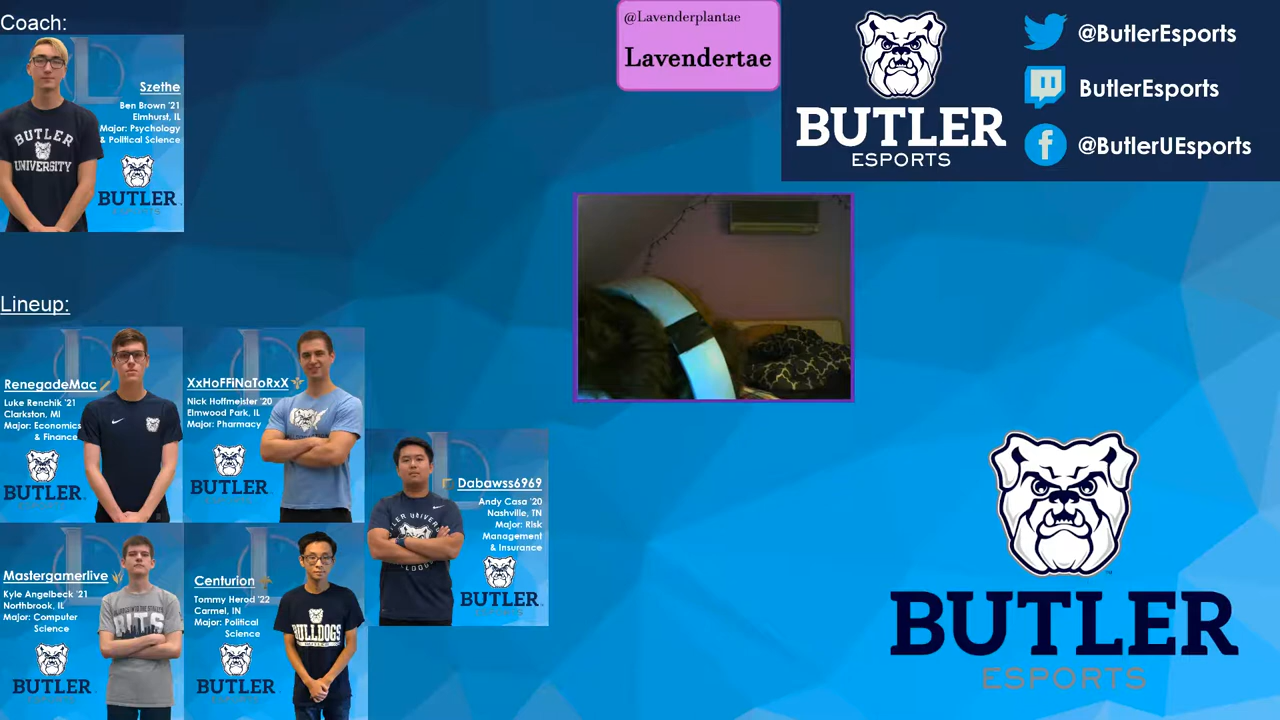 Coach:
Szethe
Ben Brown '21
Elmhurst, IL
Major: Psychology
& Political Science
BUTLER
UNIVERSITY
BUTLER
ESPORTS
@Lavenderplantae
Lavendertae
BUTLER
ESPORTS
@ButlerEsports
ButlerEsports
@ButlerUEsports
Lineup:
RenegadeMac
Luke Renchik '21
Clarkston, MI
Major: Economics
& Finance
BUTLER
XxHoFFiNaToRxX
Nick Hoffmeister '20
Elmwood Park, IL
Major: Pharmacy
BUTLER
Dabawss6969
Andy Casa '20
Nashville, TN
Major: Risk
Management
& Insurance
BUTLER
Mastergamerlive
Kyle Angelbeck '21
Northbrook, IL
Major: Computer
Science
BUTLER
Centurion
Tommy Herod '22
Carmel, IN
Major: Political
Science
BULLDOGS
BUTLER
BUTLER
ESPORTS